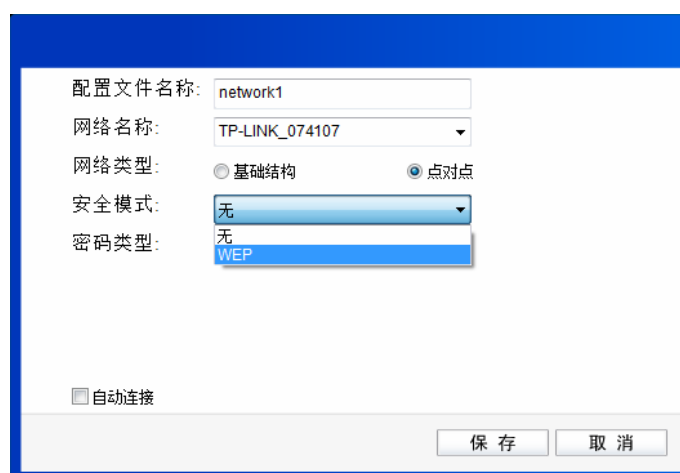 配置文件名称: network1
网络名称: TP-LINK_074107
网络类型: 基础结构 点对点
安全模式: 无
密码类型: 无
WEP
自动连接
保 存 取 消